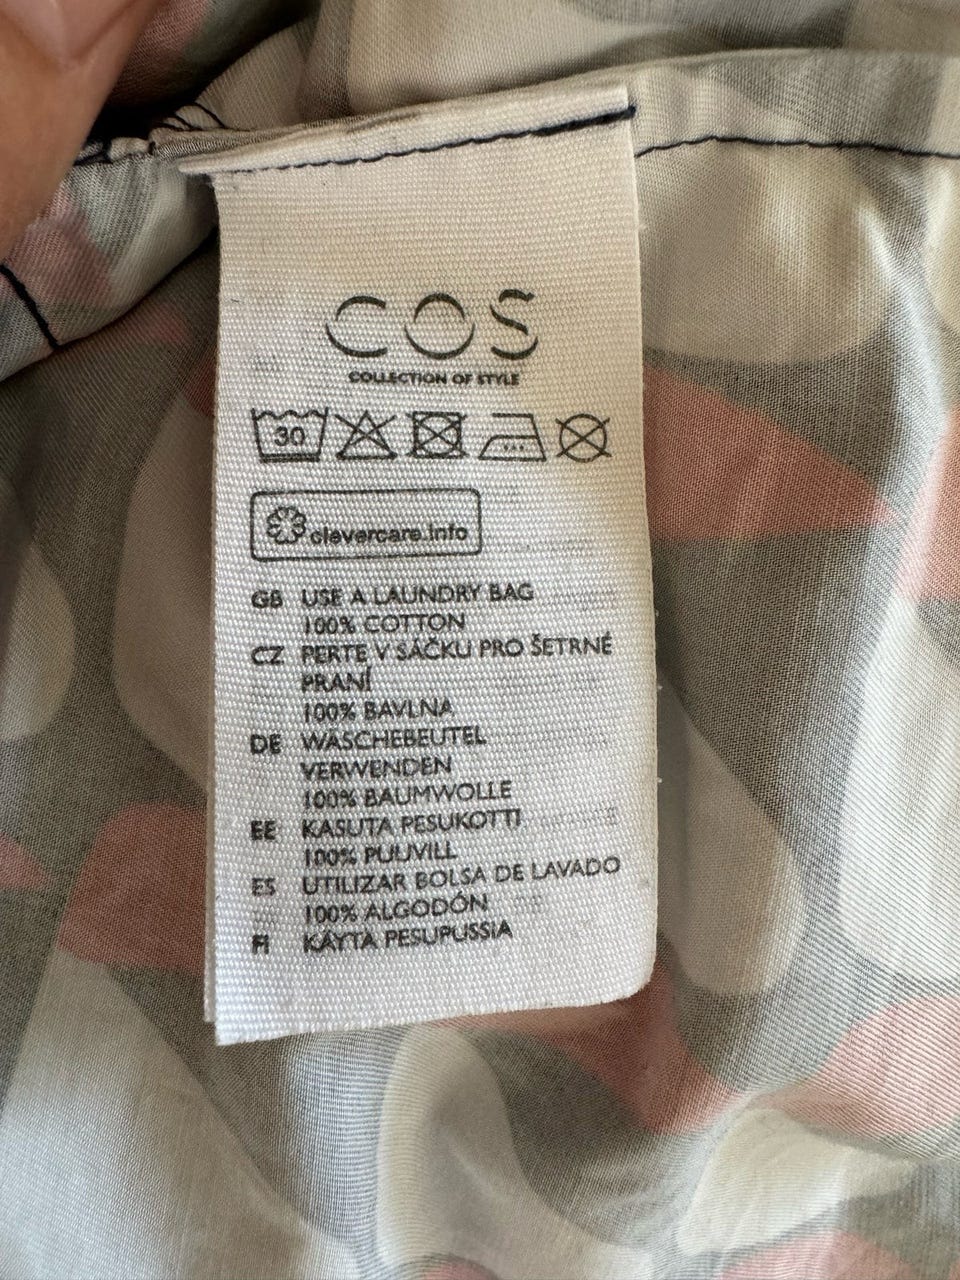 COS
COLLECTION OF STYLE
30
clevercare.info
GB USE A LAUNDRY BAG
100% COTTON
CZ PERTE V SÁČKU PRO ŠETRNÉ
PRANÍ
100% BAVLNA
DE WÄSCHEBEUTEL
VERWENDEN
100% BAUMWOLLE
EE KASUTA PESUKOTTI
100% PUUVILL
ES UTILIZAR BOLSA DE LAVADO
100% ALGODÓN
FI KÄYTÄ PESUPUSSIA